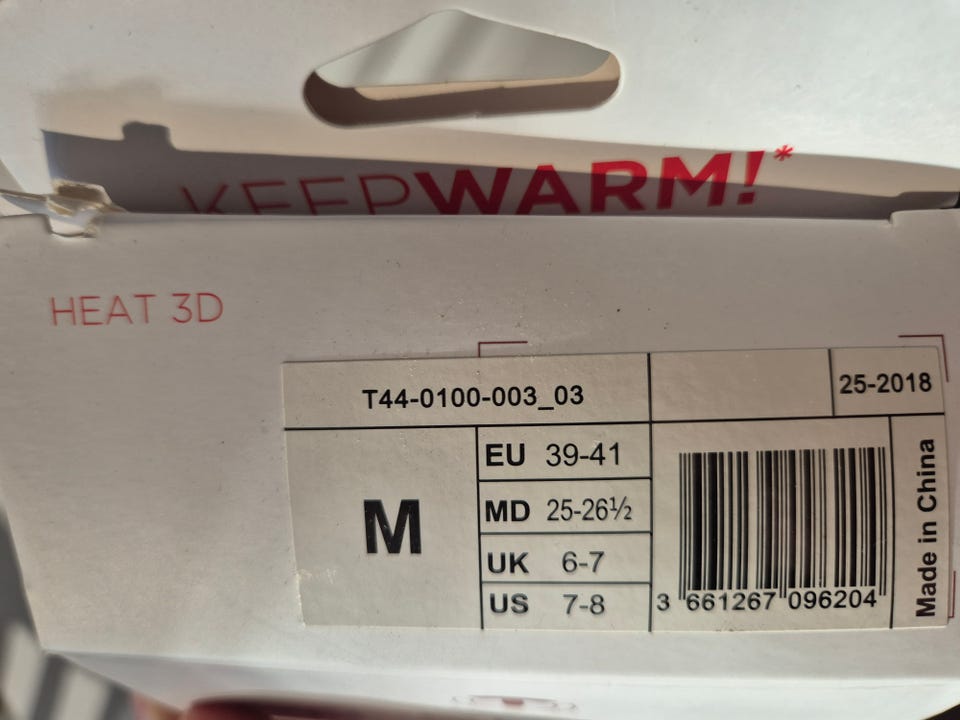 KEEPWARM!*
HEAT 3D
T44-0100-003_03
25-2018
M
EU 39-41
MD 25-26½
UK 6-7
US 7-8
3 661267 096204
Made in China